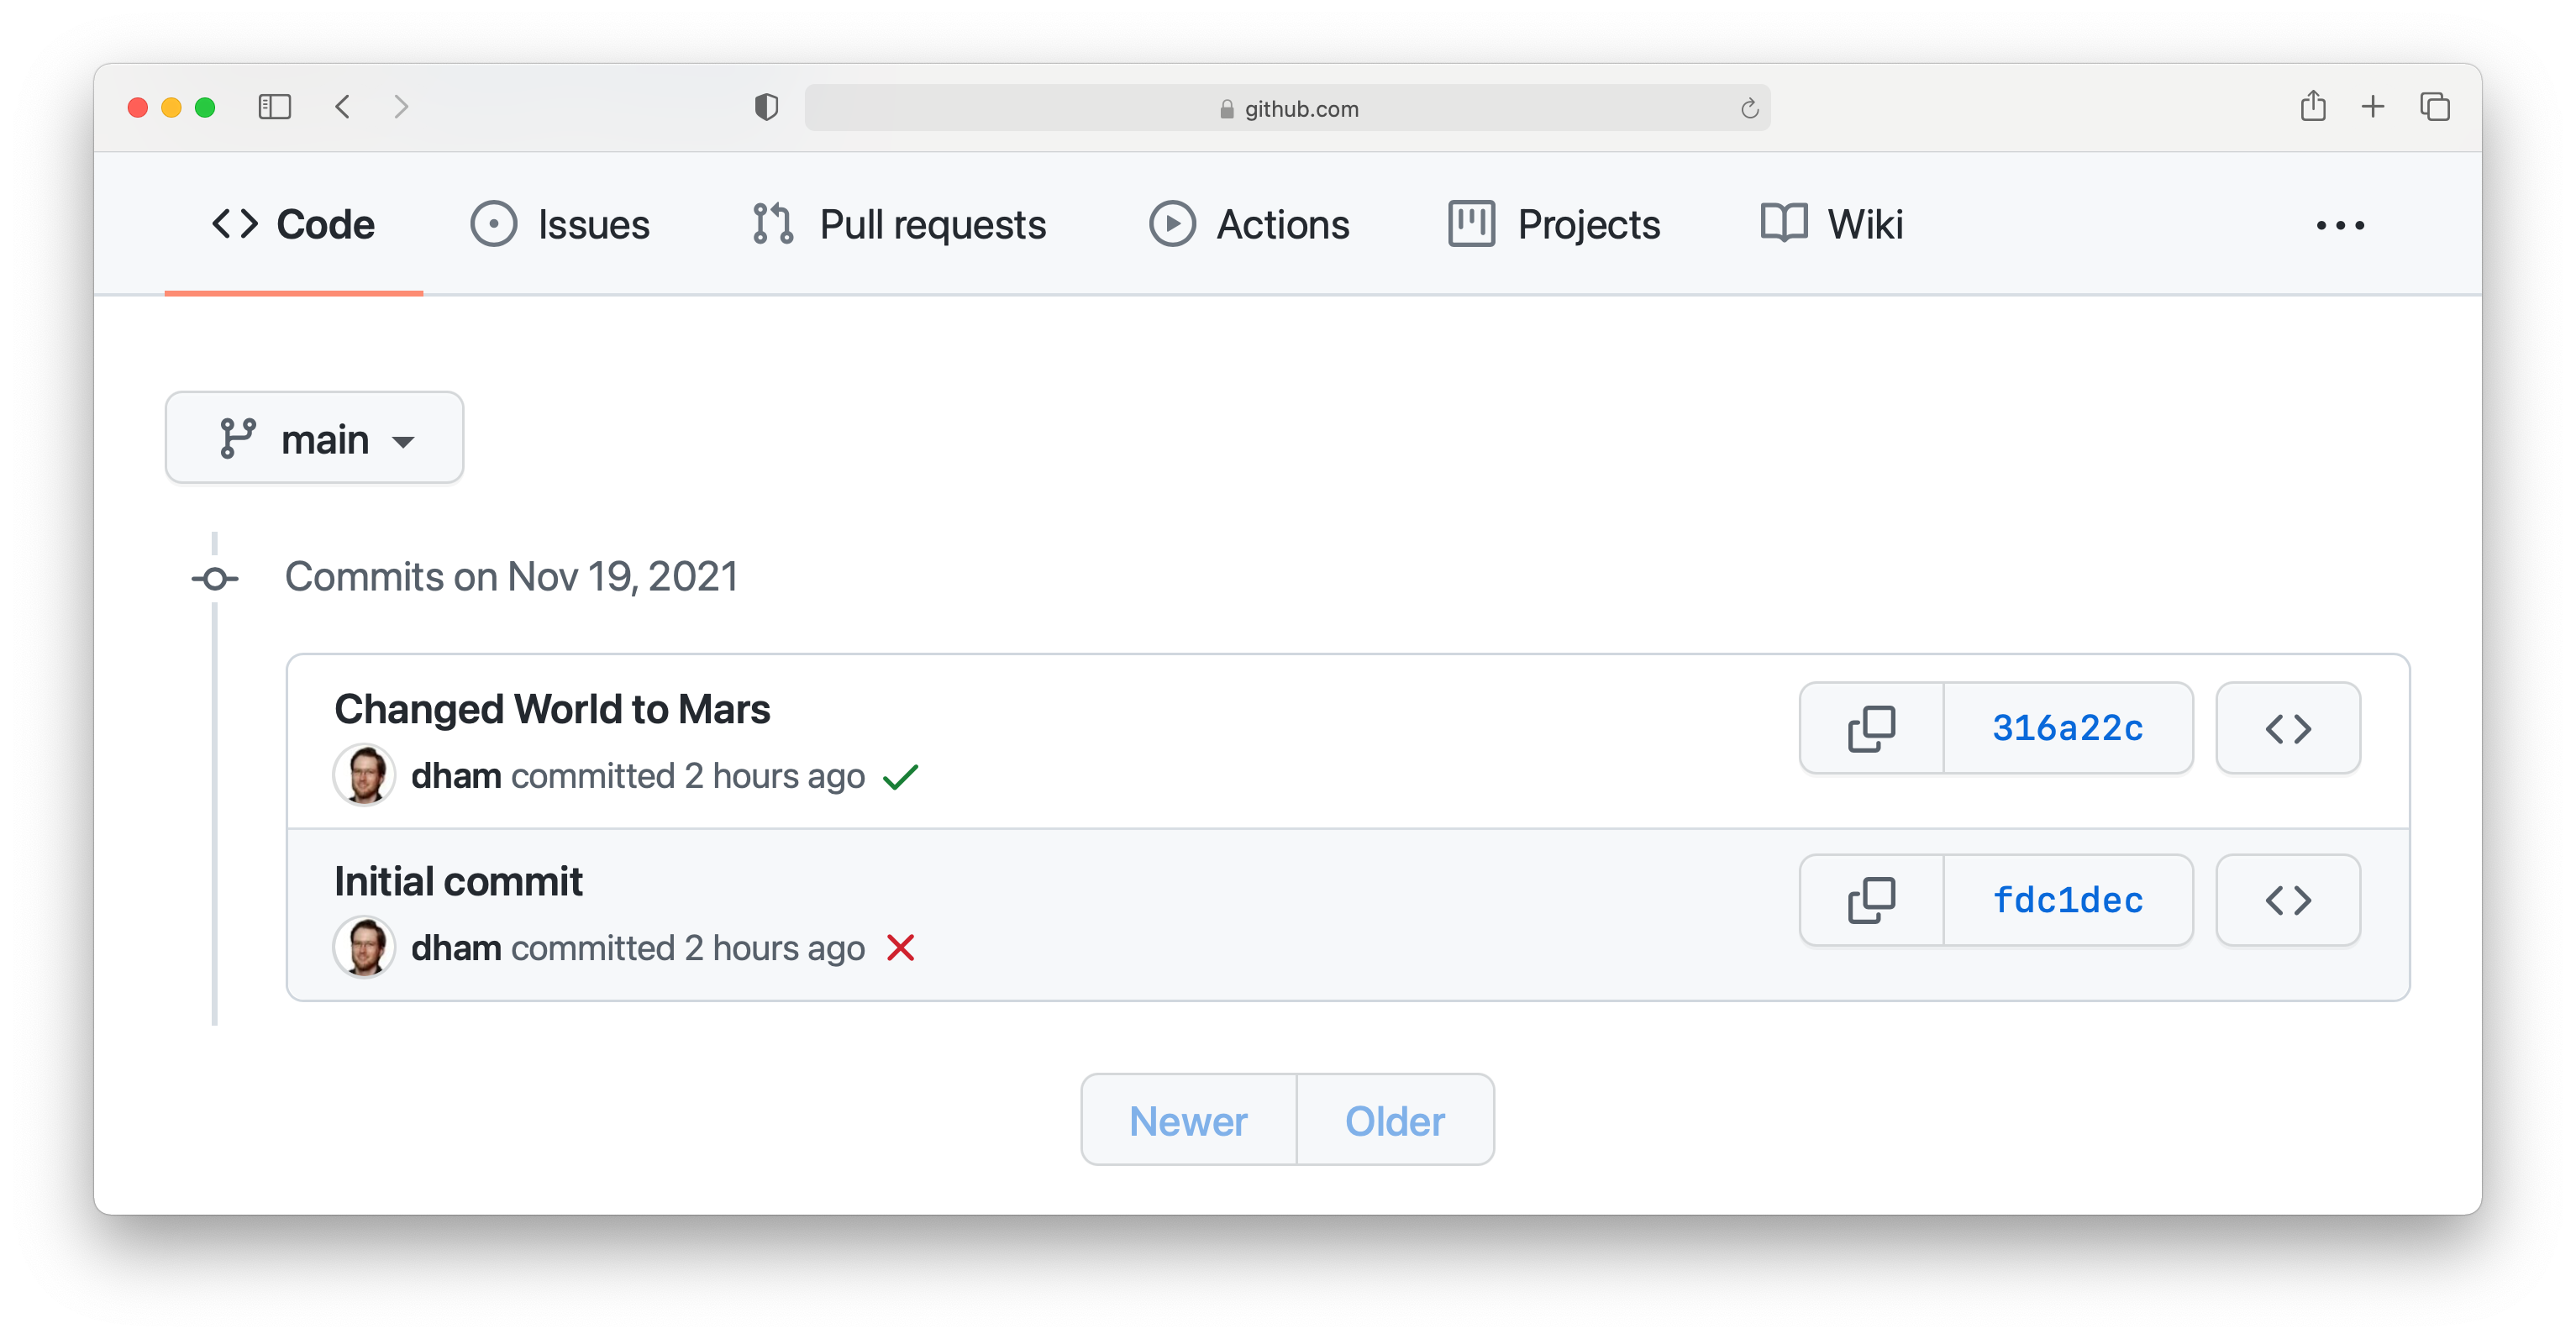 github.com
Code Issues Pull requests Actions Projects Wiki
main
Commits on Nov 19, 2021
Changed World to Mars
316a22c
dham committed 2 hours ago
Initial commit
fdc1dec
dham committed 2 hours ago
Newer Older